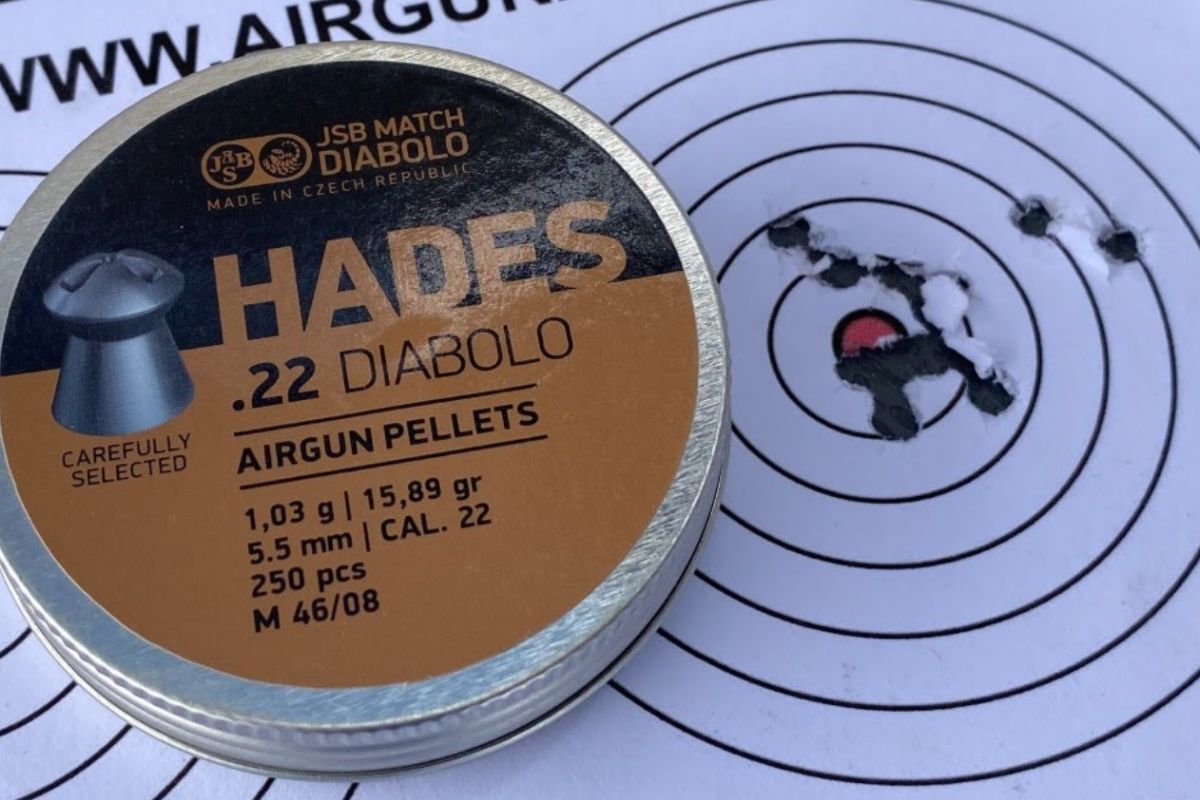 WWW.AIRGUN
JSB
JSB MATCH
DIABOLO
MADE IN CZECH REPUBLIC
HADES
.22 DIABOLO
AIRGUN PELLETS
CAREFULLY
SELECTED
1,03 g | 15,89 gr
5.5 mm | CAL. 22
250 pcs
M 46/08